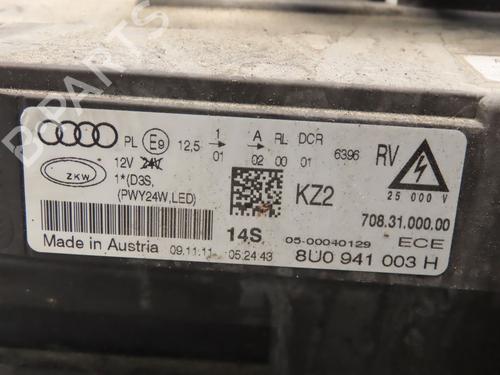 PL E9 12,5 1 A RL DCR 6396 RV
01 02 00 01
ZKW 12V 24V
1*(D3S,
(PWY24W,LED)
KZ2
25 000 V
708.31.000.00
14S 05-00040129 ECE
Made in Austria 09.11.11 05:24:43 8U0 941 003 H
B PARTS